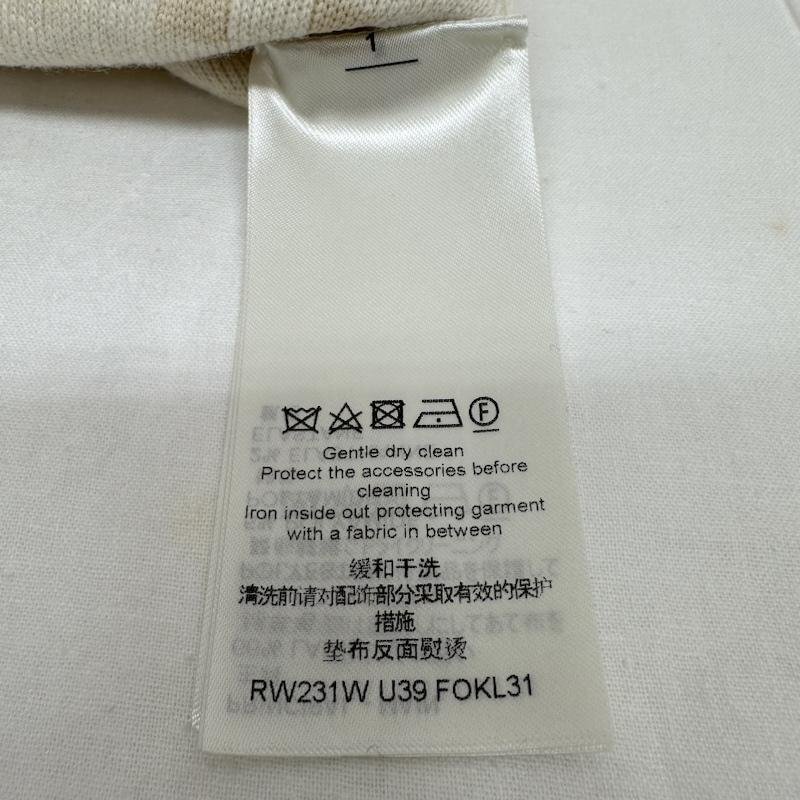 1
F
Gentle dry clean
Protect the accessories before
cleaning
Iron inside out protecting garment
with a fabric in between
缓和干洗
清洗前请对配饰部分采取有效的保护
措施
垫布反面熨烫
RW231W U39 FOKL31